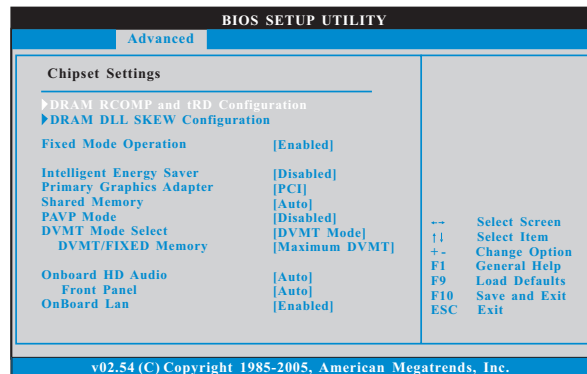 BIOS SETUP UTILITY
Advanced
Chipset Settings
DRAM RCOMP and tRD Configuration
DRAM DLL SKEW Configuration
Fixed Mode Operation [Enabled]
Intelligent Energy Saver [Disabled]
Primary Graphics Adapter [PCI]
Shared Memory [Auto]
PAVP Mode [Disabled]
DVMT Mode Select [DVMT Mode]
DVMT/FIXED Memory [Maximum DVMT]
Onboard HD Audio [Auto]
Front Panel [Auto]
OnBoard Lan [Enabled]
←→ Select Screen
↑↓ Select Item
+ - Change Option
F1 General Help
F9 Load Defaults
F10 Save and Exit
ESC Exit
v02.54 (C) Copyright 1985-2005, American Megatrends, Inc.